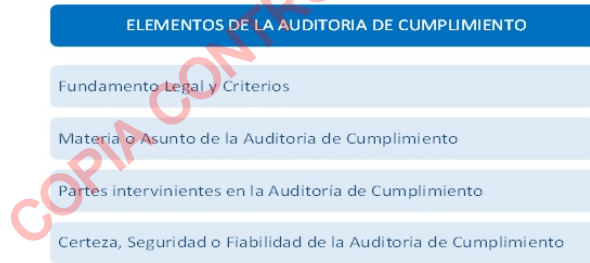 ELEMENTOS DE LA AUDITORIA DE CUMPLIMIENTO
Fundamento Legal y Criterios
Materia o Asunto de la Auditoria de Cumplimiento
Partes intervinientes en la Auditoría de Cumplimiento
Certeza, Seguridad o Fiabilidad de la Auditoria de Cumplimiento
COPIA